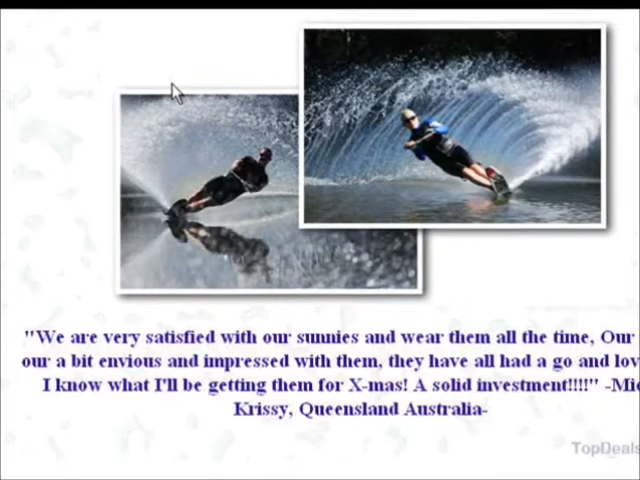 "We are very satisfied with our sunnies and wear them all the time, Our
our a bit envious and impressed with them, they have all had a go and
I know what I'll be getting them for X-mas! A solid investment!!!!"
Krissy, Queensland Australia-
TopDeals